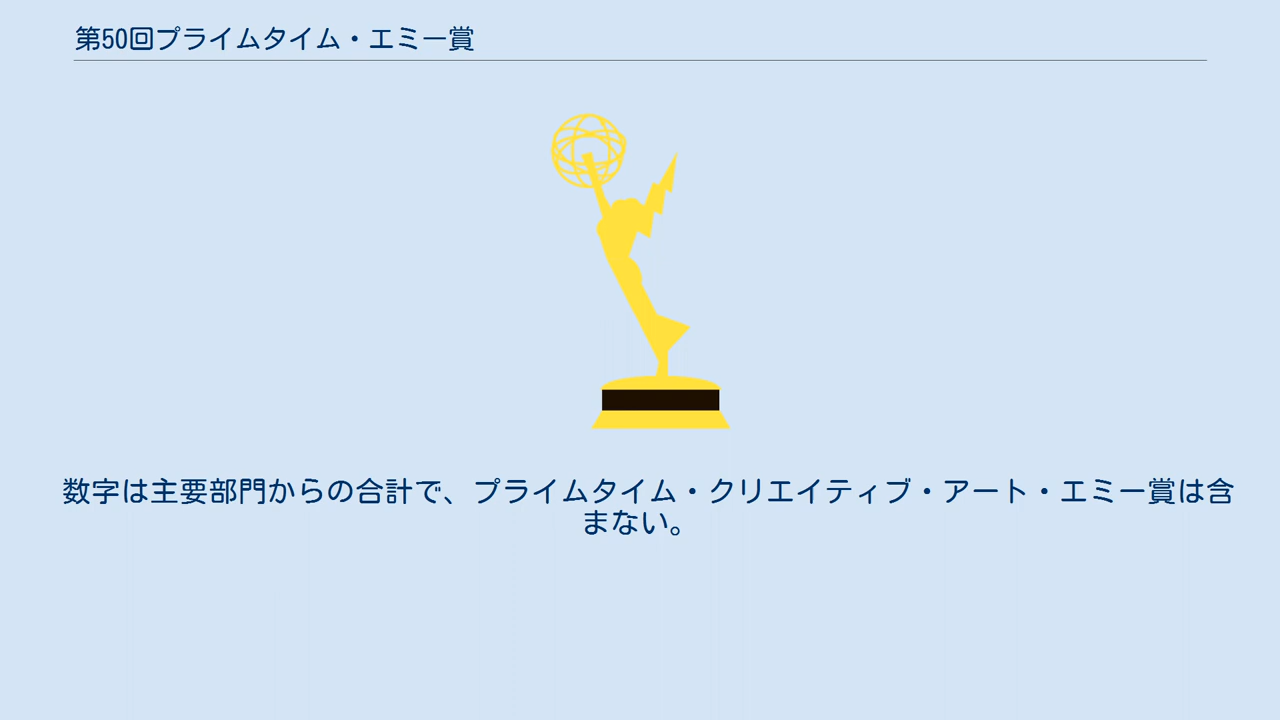 第50回プライムタイム・エミー賞
数字は主要部門からの合計で、プライムタイム・クリエイティブ・アート・エミー賞は含
まない。